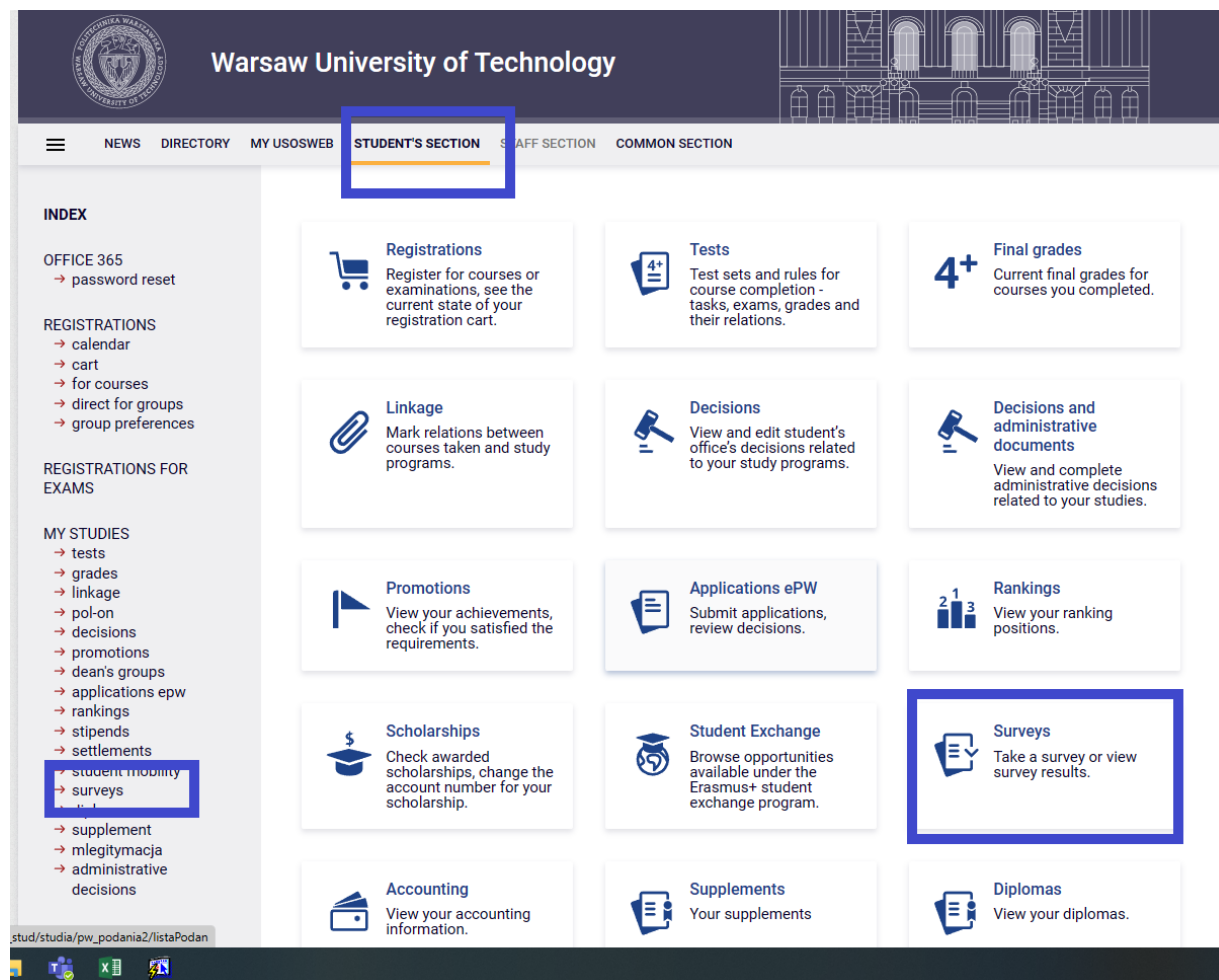 POLITECHNIKA WARSZAWSKA
WARSAW UNIVERSITY OF TECHNOLOGY
Warsaw University of Technology
NEWS DIRECTORY MY USOSWEB STUDENT'S SECTION STAFF SECTION COMMON SECTION
INDEX
OFFICE 365
→ password reset
REGISTRATIONS
→ calendar
→ cart
→ for courses
→ direct for groups
→ group preferences
REGISTRATIONS FOR
EXAMS
MY STUDIES
→ tests
→ grades
→ linkage
→ pol-on
→ decisions
→ promotions
→ dean's groups
→ applications epw
→ rankings
→ stipends
→ settlements
→ student mobility
→ surveys
→ supplement
→ mlegitymacja
→ administrative
decisions
Registrations
Register for courses or
examinations, see the
current state of your
registration cart.
Tests
Test sets and rules for
course completion -
tasks, exams, grades and
their relations.
4+
Final grades
Current final grades for
courses you completed.
Linkage
Mark relations between
courses taken and study
programs.
Decisions
View and edit student's
office's decisions related
to your study programs.
Decisions and
administrative
documents
View and complete
administrative decisions
related to your studies.
Promotions
View your achievements,
check if you satisfied the
requirements.
Applications ePW
Submit applications,
review decisions.
Rankings
View your ranking
positions.
Scholarships
Check awarded
scholarships, change the
account number for your
scholarship.
Student Exchange
Browse opportunities
available under the
Erasmus+ student
exchange program.
Surveys
Take a survey or view
survey results.
Accounting
View your accounting
information.
Supplements
Your supplements
Diplomas
View your diplomas.
_stud/studia/pw_podania2/listaPodan